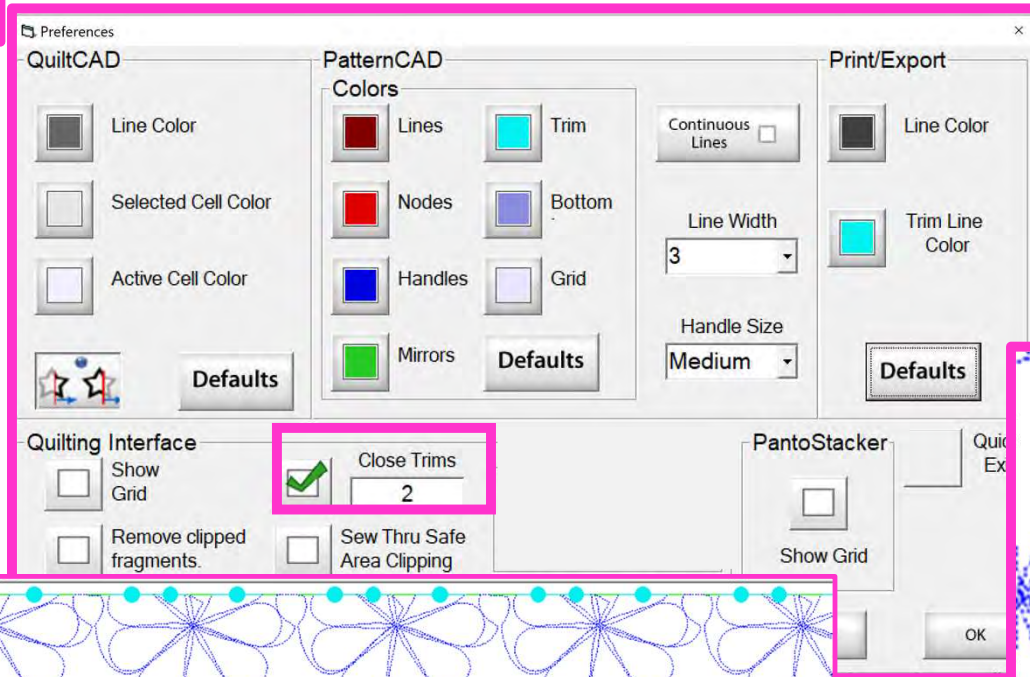 Preferences
QuiltCAD
Line Color
Selected Cell Color
Active Cell Color
Defaults
PatternCAD
Colors
Lines
Trim
Nodes
Bottom
Handles
Grid
Mirrors
Defaults
Continuous
Lines
Line Width
3
Handle Size
Medium
Print/Export
Line Color
Trim Line
Color
Defaults
Quilting Interface
Show
Grid
Close Trims
2
Remove clipped
fragments.
Sew Thru Safe
Area Clipping
PantoStacker
Show Grid
OK